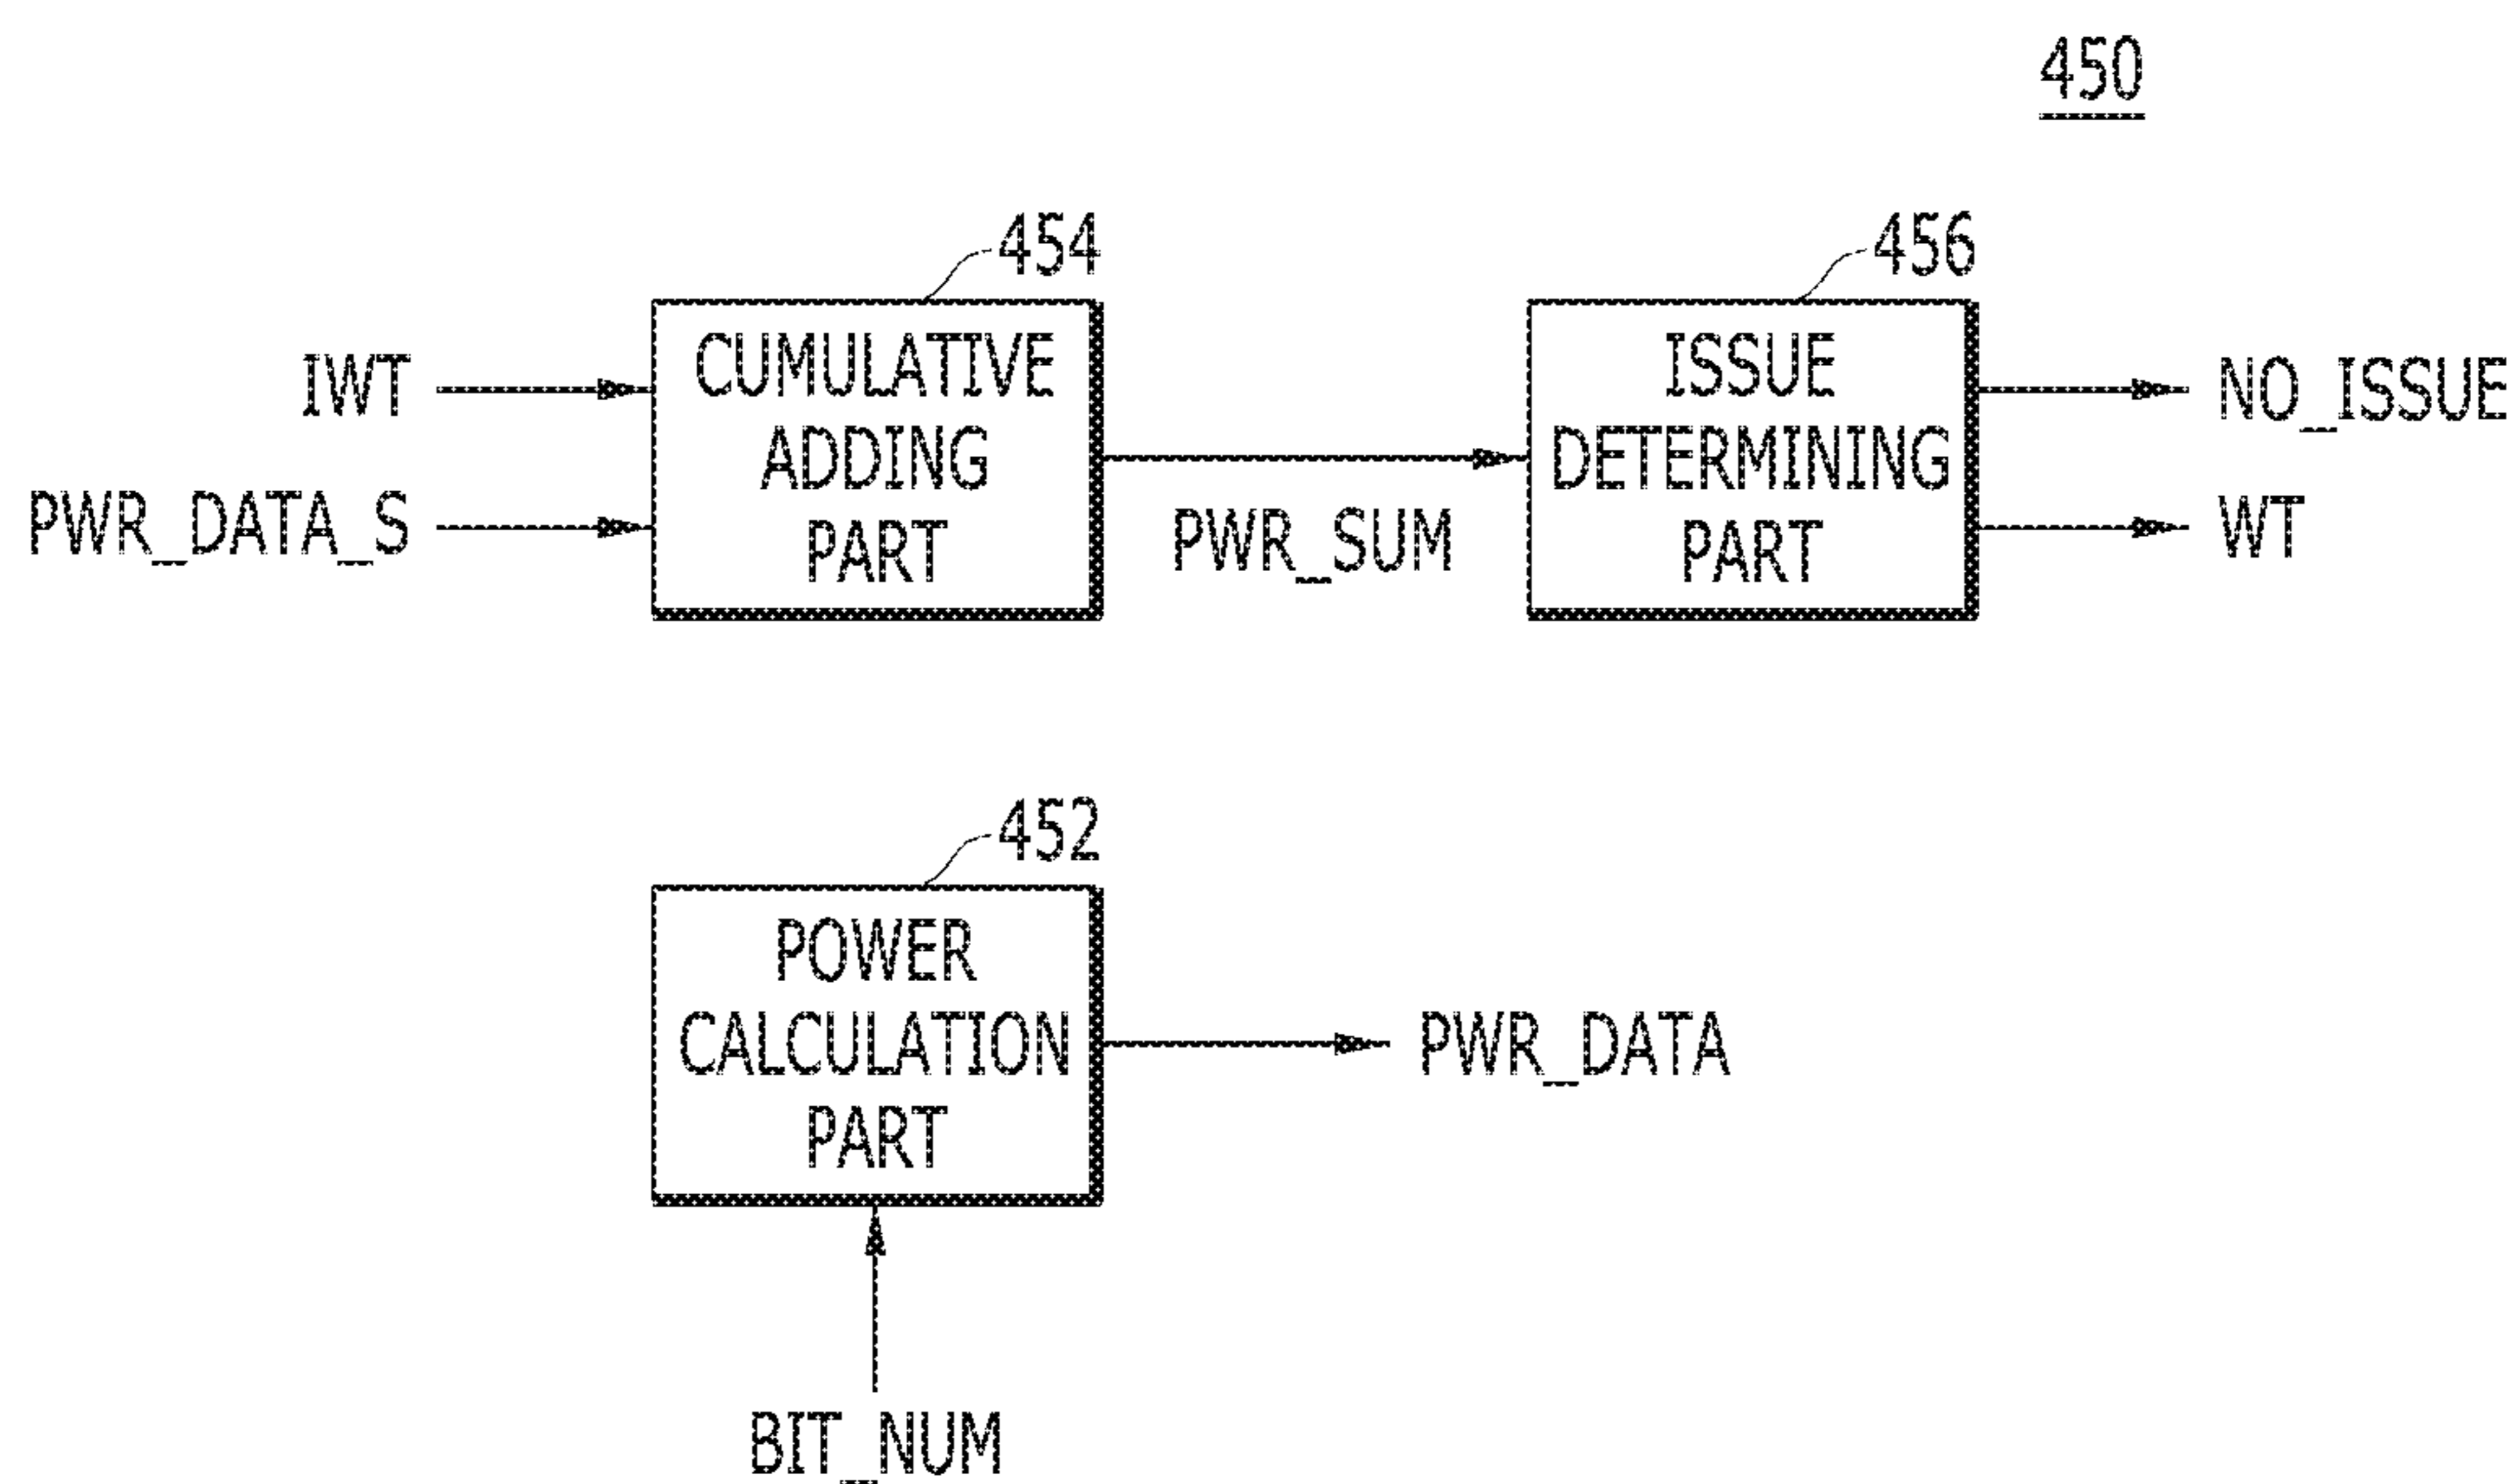 450
454
456
IWT
PWR_DATA_S
CUMULATIVE
ADDING
PART
PWR_SUM
ISSUE
DETERMINING
PART
NO_ISSUE
WT
452
POWER
CALCULATION
PART
PWR_DATA
BIT_NUM